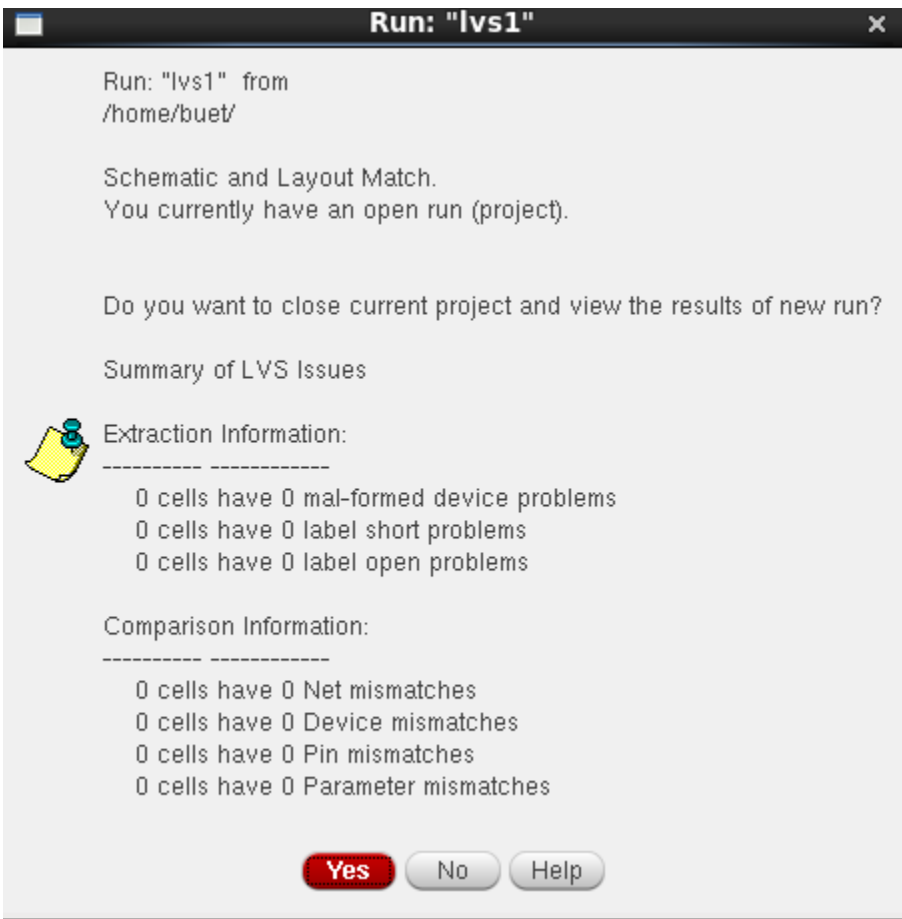 Run: "lvs1"
Run: "lvs1" from
/home/buet/
Schematic and Layout Match.
You currently have an open run (project).
Do you want to close current project and view the results of new run?
Summary of LVS Issues
Extraction Information:
---------- ------------
0 cells have 0 mal-formed device problems
0 cells have 0 label short problems
0 cells have 0 label open problems
Comparison Information:
---------- ------------
0 cells have 0 Net mismatches
0 cells have 0 Device mismatches
0 cells have 0 Pin mismatches
0 cells have 0 Parameter mismatches
Yes No Help